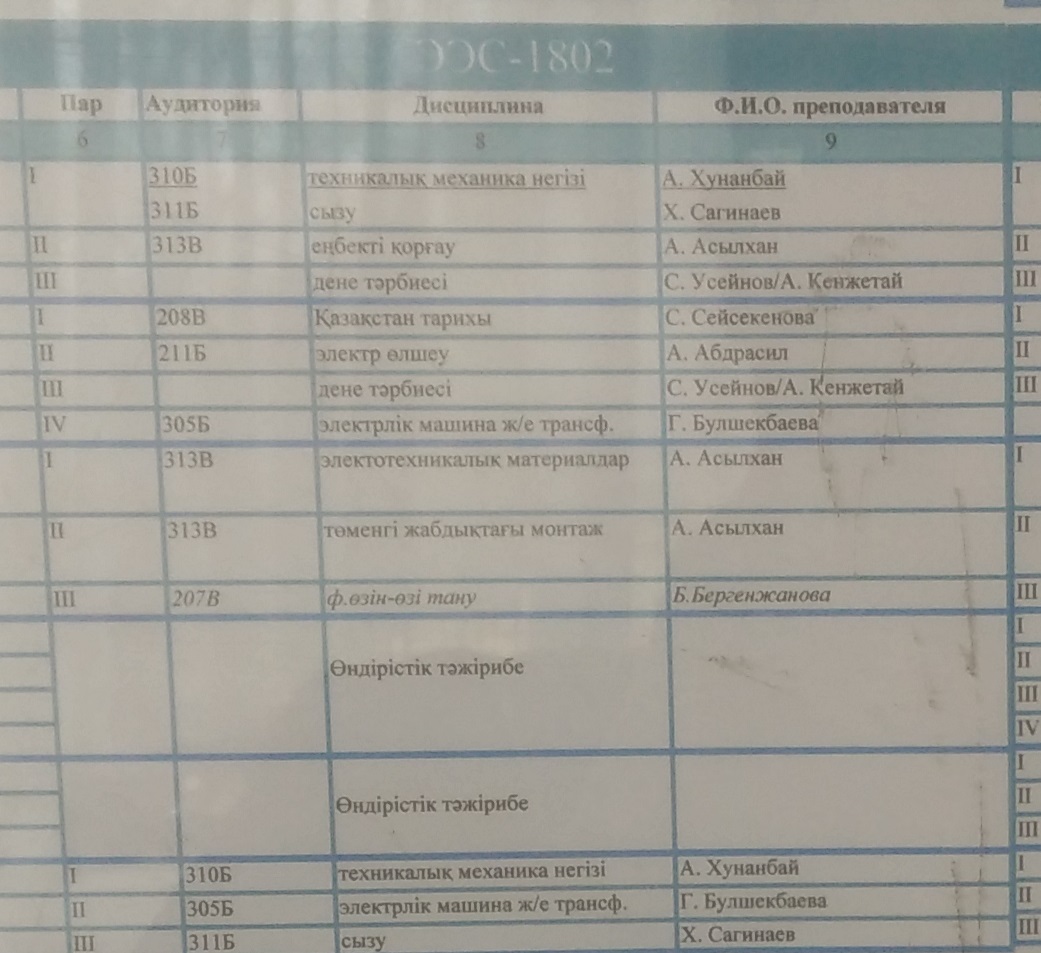 ЭЭС-1802
Пар Аудитория Дисциплина Ф.И.О. преподавателя
6 7 8 9
I 310Б техникалық механика негізі А. Хунанбай I
311Б сызу Х. Сагинаев
II 313В еңбекті қорғау А. Асылхан II
III дене тәрбиесі С. Усейнов/А. Кенжетай III
I 208В Қазақстан тарихы С. Сейсекенова I
II 211Б электр өлшеу А. Абдрасил II
III дене тәрбиесі С. Усейнов/А. Кенжетай III
IV 305Б электрлік машина ж/е трансф. Г. Булшекбаева
I 313В электотехникалық материалдар А. Асылхан I
II 313В төменгі жабдықтағы монтаж А. Асылхан II
III 207В ф.өзін-өзі тану Б.Бергенжанова III
I
Өндірістік тәжірибе II
III
IV
I
Өндірістік тәжірибе II
III
I 310Б техникалық механика негізі А. Хунанбай I
II 305Б электрлік машина ж/е трансф. Г. Булшекбаева II
III 311Б сызу Х. Сагинаев III